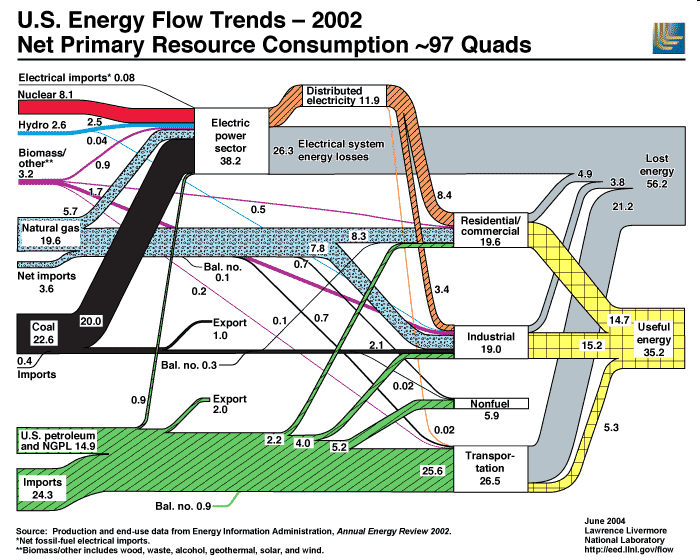 U.S. Energy Flow Trends – 2002
Net Primary Resource Consumption ~97 Quads
Electrical imports* 0.08
Nuclear 8.1
Hydro 2.6
2.5
0.04
Biomass/
other**
3.2
0.9
1.7
5.7
Natural gas
19.6
Net imports
3.6
Coal
22.6
20.0
0.4
Imports
U.S. petroleum
and NGPL 14.9
Imports
24.3
Electric
power
sector
38.2
Distributed
electricity 11.9
26.3
Electrical system
energy losses
0.5
8.3
7.8
0.7
Bal. no.
0.1
0.2
0.1
0.7
Export
1.0
2.1
Bal. no. 0.3
0.02
0.9
Export
2.0
0.02
2.2
4.0
5.2
25.6
Bal. no. 0.9
8.4
3.4
Residential/
commercial
19.6
Industrial
19.0
Nonfuel
5.9
Transpor-
tation
26.5
4.9
3.8
21.2
Lost
energy
56.2
14.7
15.2
5.3
Useful
energy
35.2
Source: Production and end-use data from Energy Information Administration, Annual Energy Review 2002.
*Net fossil-fuel electrical imports.
**Biomass/other includes wood, waste, alcohol, geothermal, solar, and wind.
June 2004
Lawrence Livermore
National Laboratory
http://eed.llnl.gov/flow